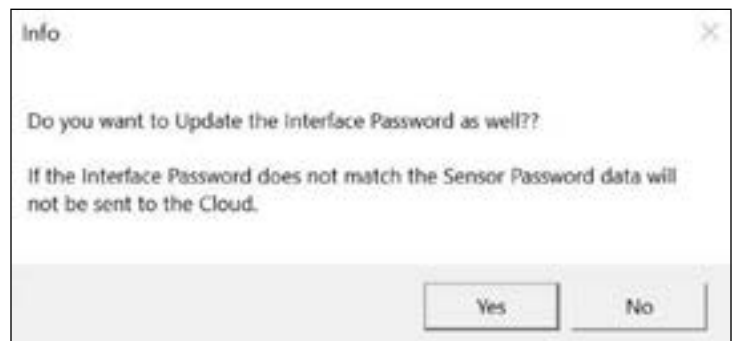 Info
Do you want to Update the Interface Password as well??
If the Interface Password does not match the Sensor Password data will
not be sent to the Cloud.
Yes
No